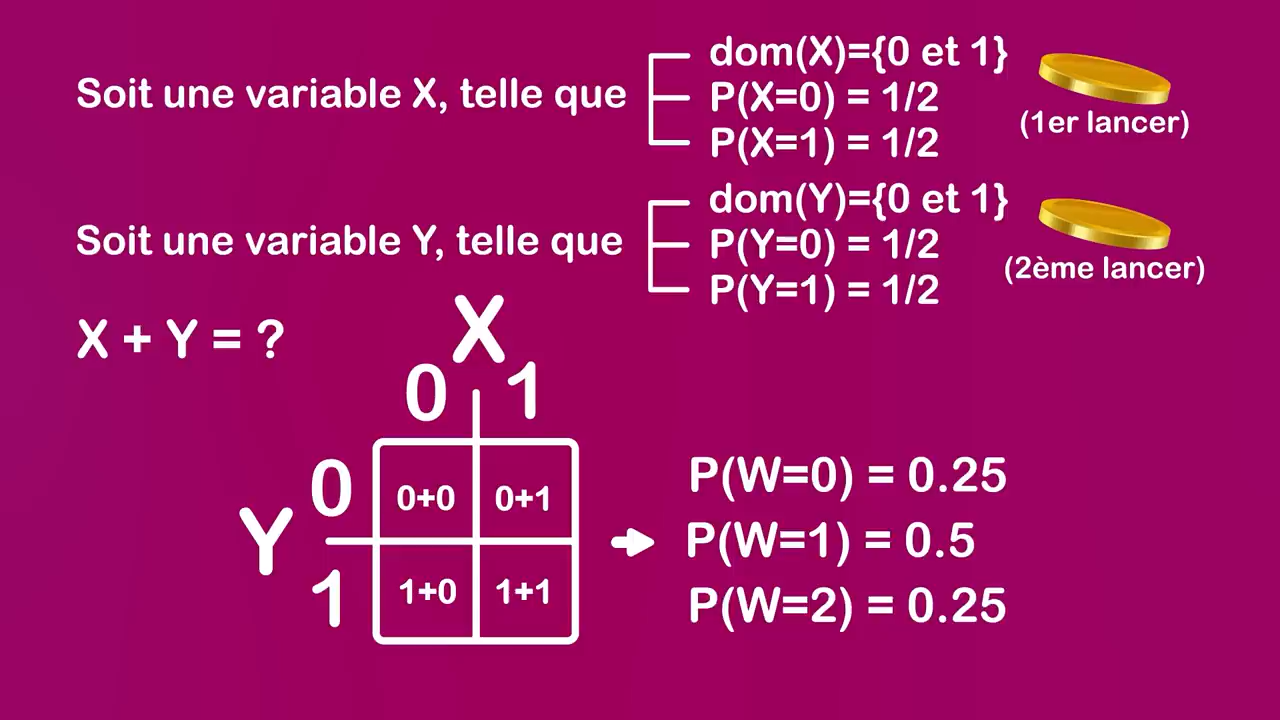 Soit une variable X, telle que
dom(X)={0 et 1}
P(X=0) = 1/2
P(X=1) = 1/2
(1er lancer)
Soit une variable Y, telle que
dom(Y)={0 et 1}
P(Y=0) = 1/2
P(Y=1) = 1/2
(2ème lancer)
X + Y = ?
X
0 1
Y
0
0+0 0+1
1
1+0 1+1
P(W=0) = 0.25
P(W=1) = 0.5
P(W=2) = 0.25